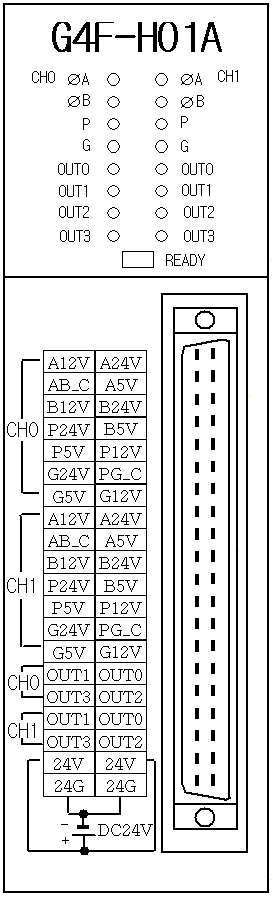 G4F-HO1A
CH0 ØA ØA CH1
ØB ØB
P P
G G
OUT0 OUT0
OUT1 OUT1
OUT2 OUT2
OUT3 OUT3
READY
A12V A24V
AB_C A5V
B12V B24V
CH0 P24V B5V
P5V P12V
G24V PG_C
G5V G12V
A12V A24V
AB_C A5V
B12V B24V
CH1 P24V B5V
P5V P12V
G24V PG_C
G5V G12V
CH0 OUT1 OUT0
OUT3 OUT2
CH1 OUT1 OUT0
OUT3 OUT2
24V 24V
24G 24G
− + DC24V